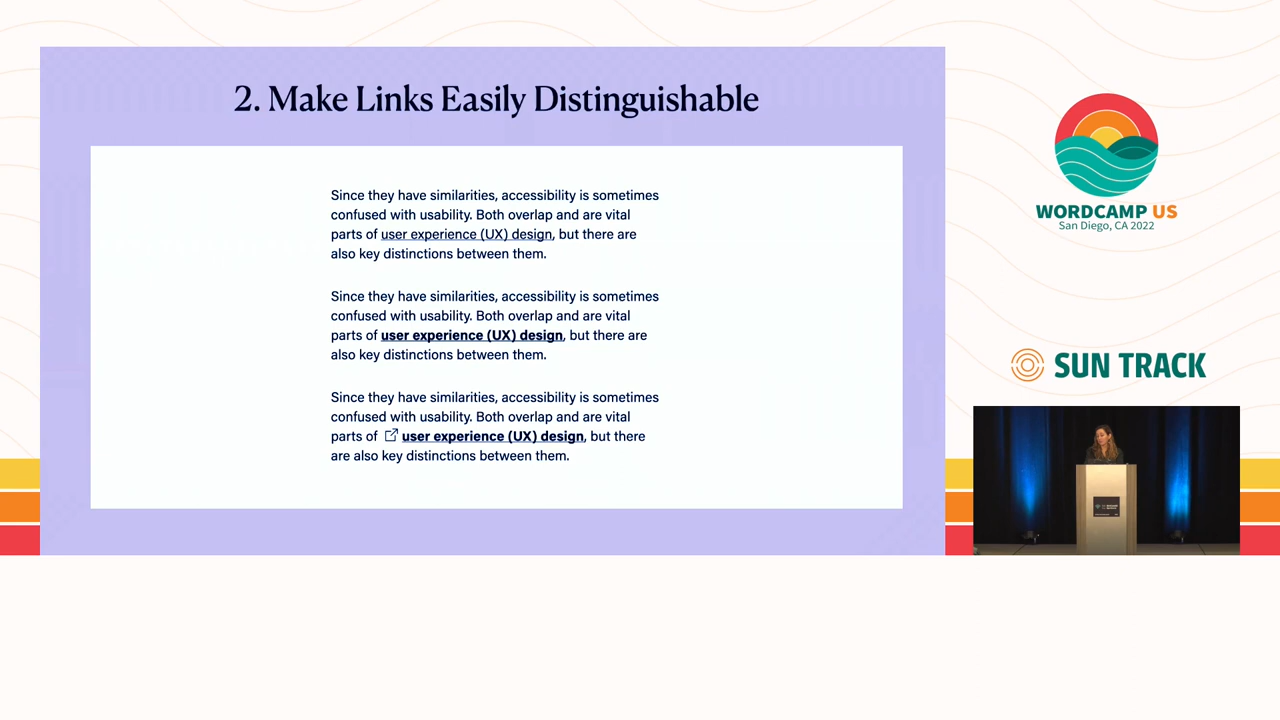 2. Make Links Easily Distinguishable
Since they have similarities, accessibility is sometimes
confused with usability. Both overlap and are vital
parts of user experience (UX) design, but there are
also key distinctions between them.
Since they have similarities, accessibility is sometimes
confused with usability. Both overlap and are vital
parts of user experience (UX) design, but there are
also key distinctions between them.
Since they have similarities, accessibility is sometimes
confused with usability. Both overlap and are vital
parts of user experience (UX) design, but there
are also key distinctions between them.
WORDCAMP US
San Diego, CA 2022
SUN TRACK